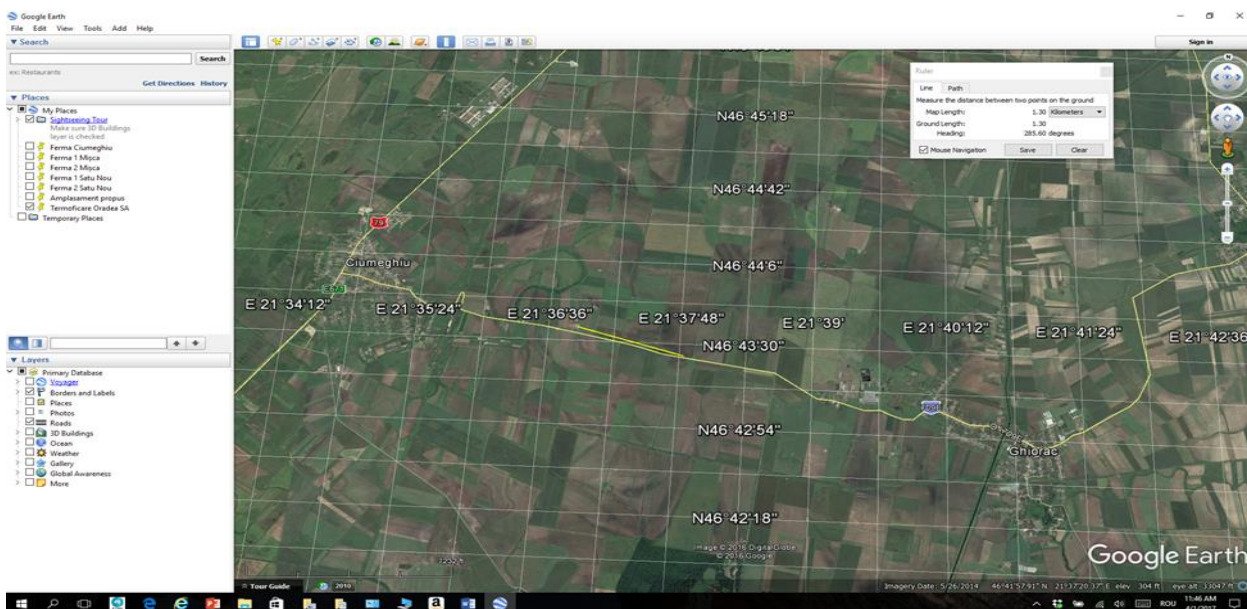 Google Earth
File Edit View Tools Add Help
Search
Search
ex: Restaurants
Get Directions History
Places
My Places
Sightseeing Tour
Make sure 3D Buildings
layer is checked
Ferma Ciumeghiu
Ferma 1 Mișca
Ferma 2 Mișca
Ferma 1 Satu Nou
Ferma 2 Satu Nou
Amplasament propus
Termoficare Oradea SA
Temporary Places
Layers
Primary Database
Voyager
Borders and Labels
Places
Photos
Roads
3D Buildings
Ocean
Weather
Gallery
Global Awareness
More
Sign in
Ruler
Line Path
Measure the distance between two points on the ground
Map Length: 1.30 Kilometers
Ground Length: 1.30
Heading: 285.60 degrees
Mouse Navigation Save Clear
N
N46°45'18"
N46°44'42"
79
Ciumeghiu
N46°44'6"
E671
E 21°34'12" E 21°35'24" E 21°36'36" E 21°37'48" E 21°39' E 21°40'12" E 21°41'24" E 21°42'36
N46°43'30"
N46°42'54"
Ghiorac
N46°42'18"
Image © 2016 DigitalGlobe
© 2016 Google
Google Earth
Tour Guide 2010
Imagery Date: 5/26/2014 46°41'57.91" N 21°37'20.37" E elev 304 ft eye alt 33047 ft
ROU 11:46 AM